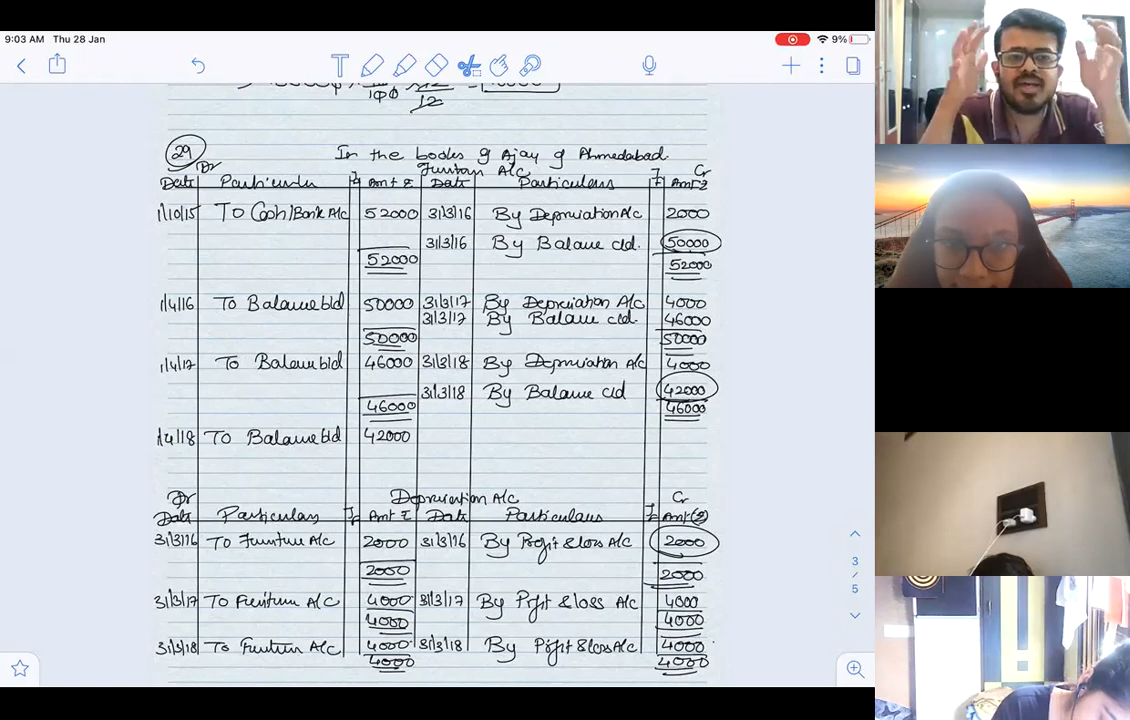 9:03 AM Thu 28 Jan
9%
100 12
12
29 In the books of Ajay of Ahmedabad
Dr Furniture A/c Cr
Date Particulars Amt ₹ Date Particulars Amt ₹
1/10/15 To Cash/Bank A/c 52000 31/3/16 By Depreciation A/c 2000
31/3/16 By Balance c/d. 50000
52000 52000
1/4/16 To Balance b/d 50000 31/3/17 By Depreciation A/c 4000
31/3/17 By Balance c/d. 46000
50000 50000
1/4/17 To Balance b/d 46000 31/3/18 By Depreciation A/c 4000
31/3/18 By Balance c/d 42000
46000 46000
1/4/18 To Balance b/d 42000
Dr Depreciation A/c Cr
Date Particulars Amt ₹ Date Particulars Amt (₹)
31/3/16 To Furniture A/c 2000 31/3/16 By Profit & loss A/c 2000
2000 2000
31/3/17 To Furniture A/c 4000 31/3/17 By Profit & loss A/c 4000
4000 4000
31/3/18 To Furniture A/c 4000 31/3/18 By Profit & loss A/c 4000
4000 4000
3
/
5